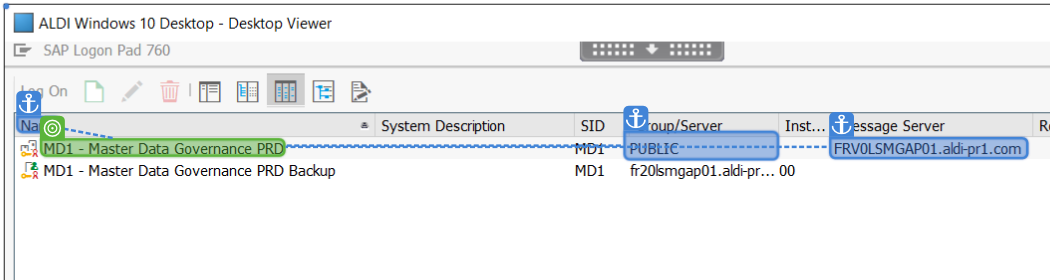 ALDI Windows 10 Desktop - Desktop Viewer
SAP Logon Pad 760
Log On
Na System Description SID Group/Server Inst... Message Server Re
MD1 - Master Data Governance PRD MD1 PUBLIC FRV0LSMGAP01.aldi-pr1.com
MD1 - Master Data Governance PRD Backup MD1 fr20lsmgap01.aldi-pr... 00